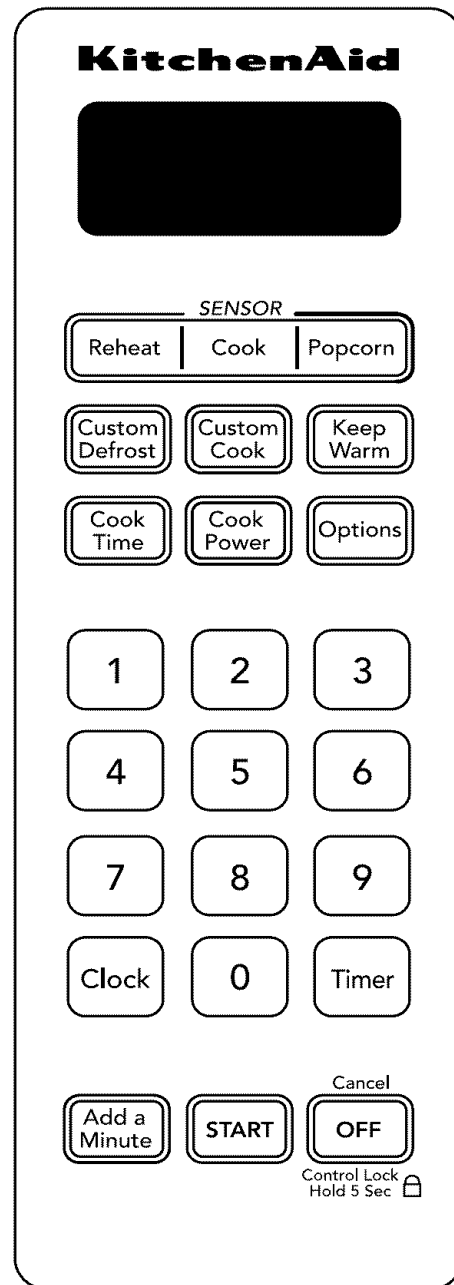 KitchenAid
SENSOR
Reheat Cook Popcorn
Custom Defrost
Custom Cook
Keep Warm
Cook Time
Cook Power
Options
1 2 3
4 5 6
7 8 9
Clock 0 Timer
Cancel
Add a Minute
START
OFF
Control Lock
Hold 5 Sec